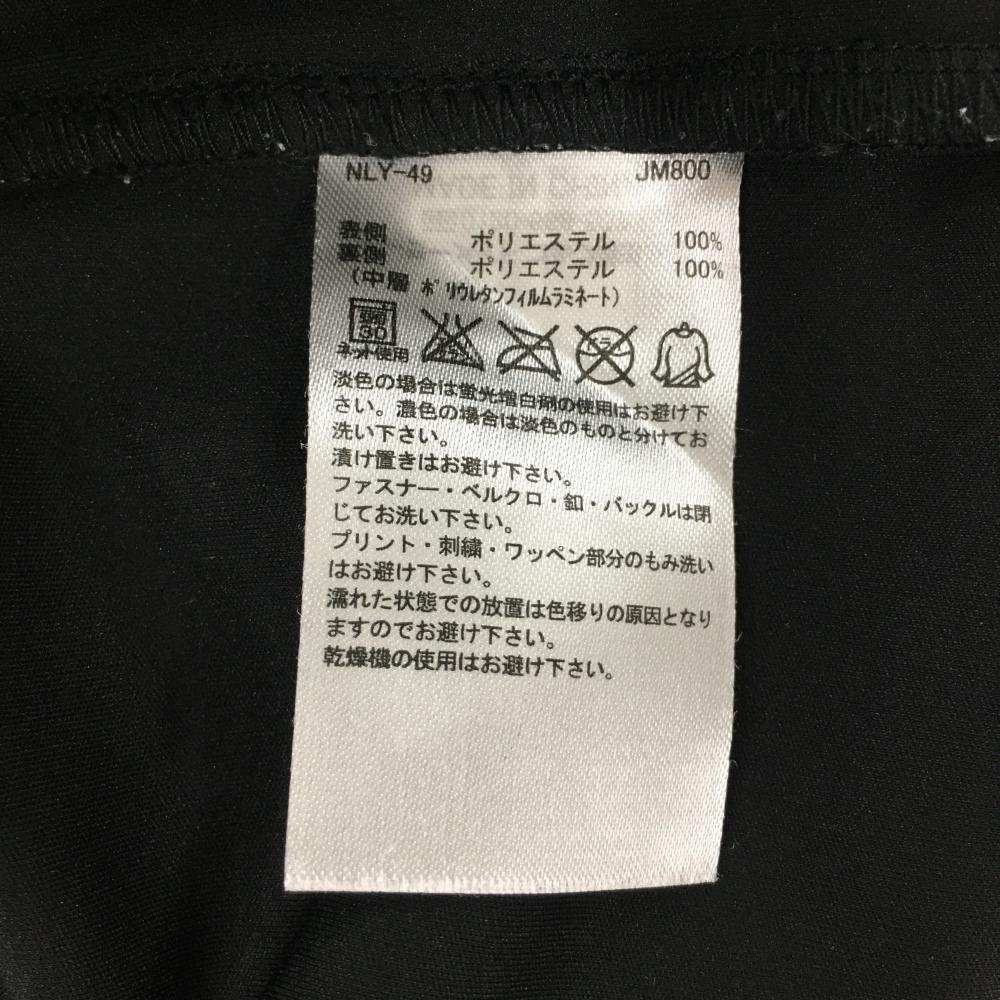 NLY-49 JM800
表側 ポリエステル 100%
裏側 ポリエステル 100%
(中層 ポリウレタンフィルムラミネート)
30
ネット使用
淡色の場合は蛍光増白剤の使用はお避け下
さい。濃色の場合は淡色のものと分けてお
洗い下さい。
漬け置きはお避け下さい。
ファスナー・ベルクロ・釦・バックルは閉
じてお洗い下さい。
プリント・刺繍・ワッペン部分のもみ洗い
はお避け下さい。
濡れた状態での放置は色移りの原因となり
ますのでお避け下さい。
乾燥機の使用はお避け下さい。